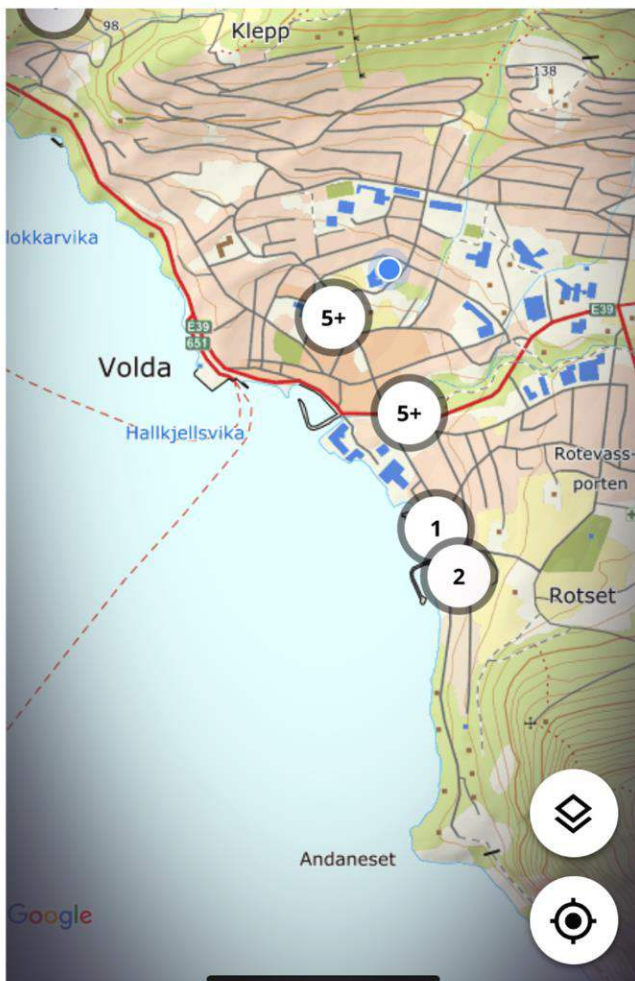 98
Klepp
138
lokkarvika
E39
651
E39
5+
Volda
5+
Hallkjellsvika
Rotevass-
porten
1
2
Rotset
Andaneset
Google